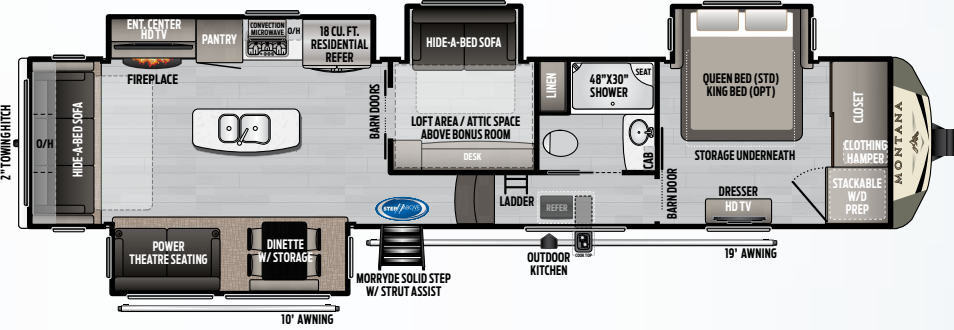 ENT. CENTER
HD TV
PANTRY
CONVECTION
MICROWAVE
O/H
18 CU. FT.
RESIDENTIAL
REFER
FIREPLACE
2" TOWING HITCH
O/H
HIDE-A-BED SOFA
BARN DOORS
HIDE-A-BED SOFA
LOFT AREA / ATTIC SPACE
ABOVE BONUS ROOM
DESK
LINEN
48"X30"
SHOWER
SEAT
CAB
QUEEN BED (STD)
KING BED (OPT)
STORAGE UNDERNEATH
CLOSET
CLOTHING
HAMPER
STACKABLE
W/D
PREP
MONTANA
BARN DOOR
DRESSER
HD TV
LADDER
REFER
STEP ABOVE
POWER
THEATRE SEATING
DINETTE
W/ STORAGE
MORRYDE SOLID STEP
W/ STRUT ASSIST
OUTDOOR
KITCHEN
COOK TOP
19' AWNING
10' AWNING